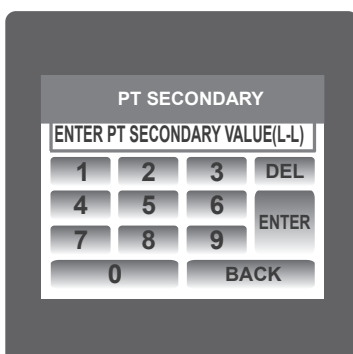 PT SECONDARY
ENTER PT SECONDARY VALUE(L-L)
1 2 3 DEL
4 5 6 ENTER
7 8 9
0 BACK